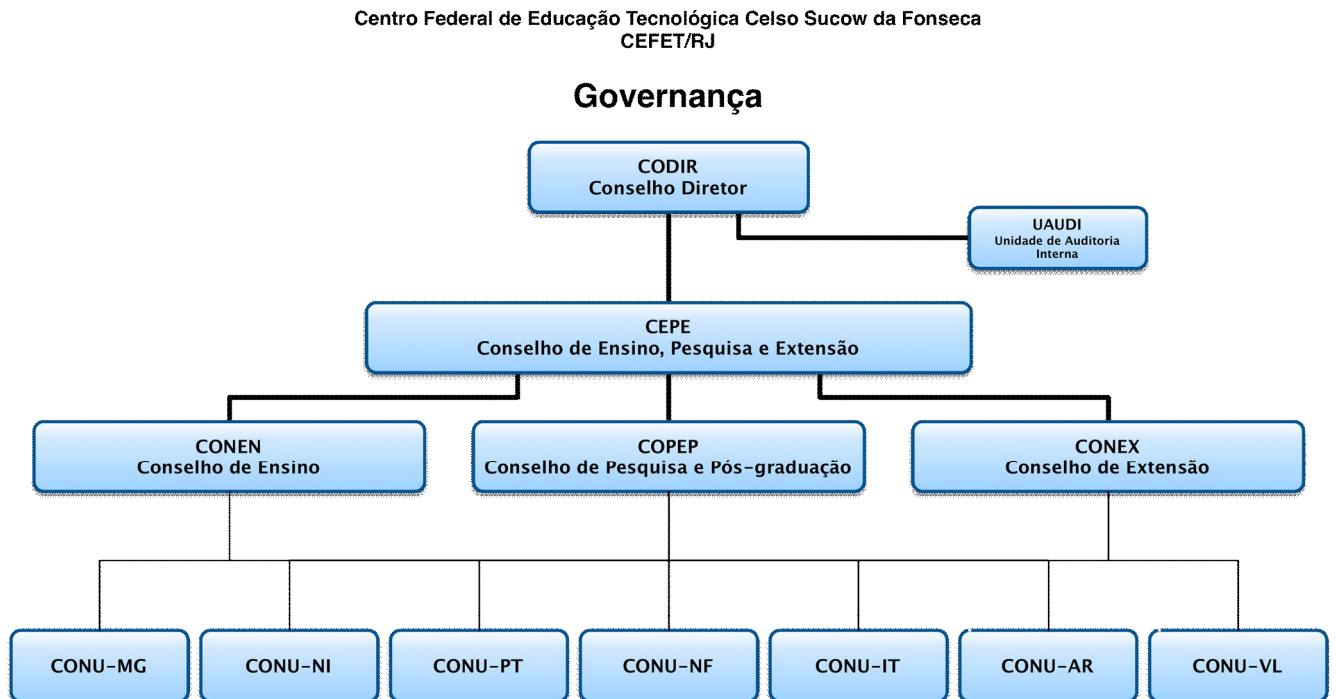 Centro Federal de Educação Tecnológica Celso Sucow da Fonseca
CEFET/RJ
Governança
CODIR
Conselho Diretor
UAUDI
Unidade de Auditoria
Interna
CEPE
Conselho de Ensino, Pesquisa e Extensão
CONEN
Conselho de Ensino
COPEP
Conselho de Pesquisa e Pós-graduação
CONEX
Conselho de Extensão
CONU-MG
CONU-NI
CONU-PT
CONU-NF
CONU-IT
CONU-AR
CONU-VL